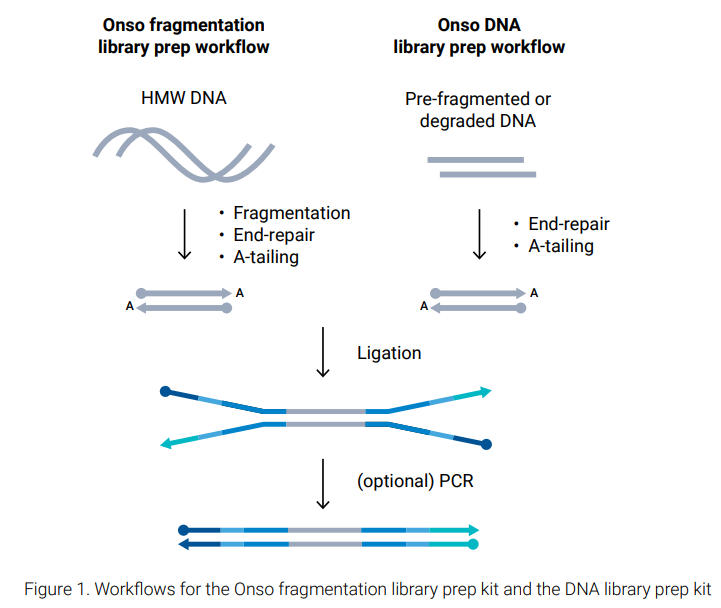 Onso fragmentation
library prep workflow
HMW DNA
• Fragmentation
• End-repair
• A-tailing
A
A
Onso DNA
library prep workflow
Pre-fragmented or
degraded DNA
• End-repair
• A-tailing
A
A
Ligation
(optional) PCR
Figure 1. Workflows for the Onso fragmentation library prep kit and the DNA library prep kit